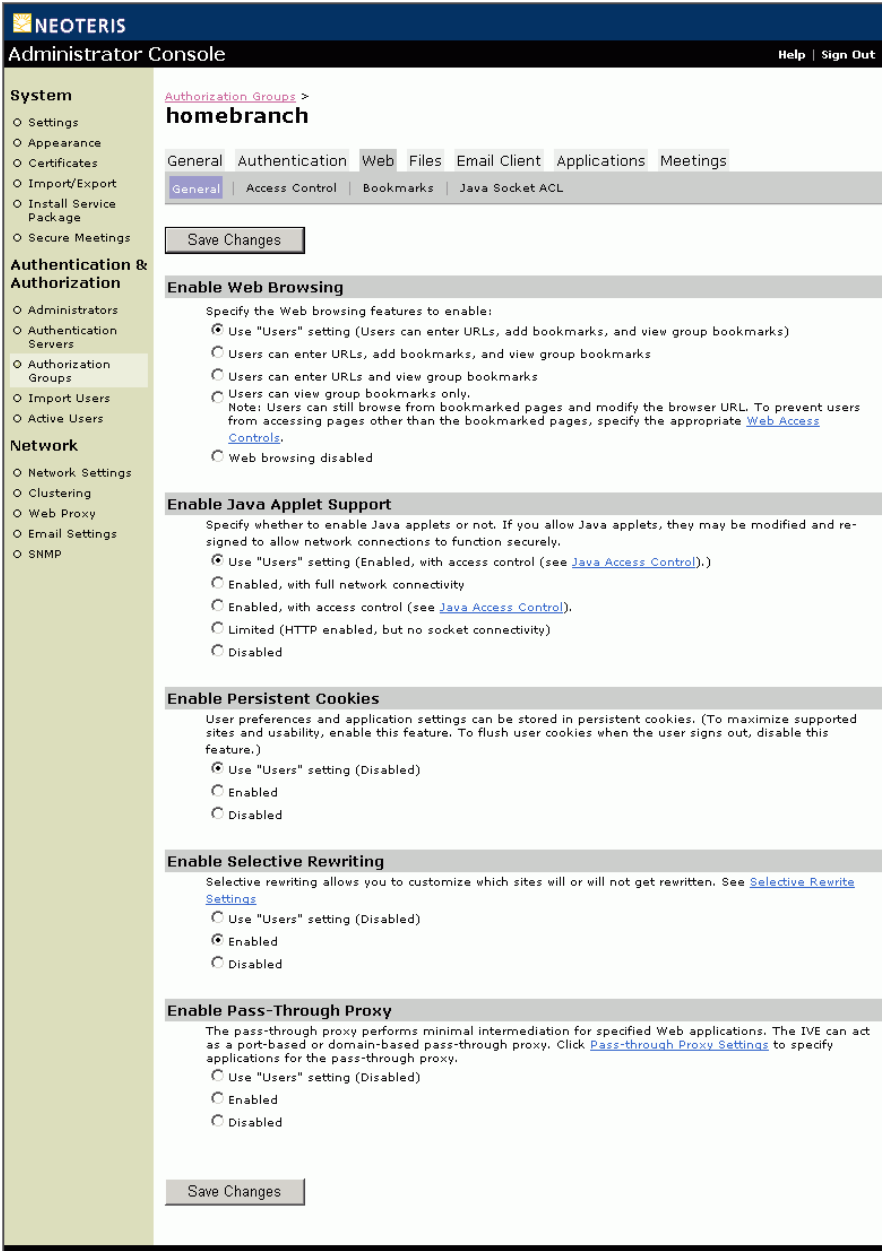 NEOTERIS
Administrator Console
Help | Sign Out
System
Settings
Appearance
Certificates
Import/Export
Install Service
Package
Secure Meetings
Authentication &
Authorization
Administrators
Authentication
Servers
Authorization
Groups
Import Users
Active Users
Network
Network Settings
Clustering
Web Proxy
Email Settings
SNMP
Authorization Groups >
homebranch
General Authentication Web Files Email Client Applications Meetings
General | Access Control | Bookmarks | Java Socket ACL
Save Changes
Enable Web Browsing
Specify the Web browsing features to enable:
Use "Users" setting (Users can enter URLs, add bookmarks, and view group bookmarks)
Users can enter URLs, add bookmarks, and view group bookmarks
Users can enter URLs and view group bookmarks
Users can view group bookmarks only.
Note: Users can still browse from bookmarked pages and modify the browser URL. To prevent users
from accessing pages other than the bookmarked pages, specify the appropriate Web Access
Controls.
Web browsing disabled
Enable Java Applet Support
Specify whether to enable Java applets or not. If you allow Java applets, they may be modified and re-
signed to allow network connections to function securely.
Use "Users" setting (Enabled, with access control (see Java Access Control).)
Enabled, with full network connectivity
Enabled, with access control (see Java Access Control).
Limited (HTTP enabled, but no socket connectivity)
Disabled
Enable Persistent Cookies
User preferences and application settings can be stored in persistent cookies. (To maximize supported
sites and usability, enable this feature. To flush user cookies when the user signs out, disable this
feature.)
Use "Users" setting (Disabled)
Enabled
Disabled
Enable Selective Rewriting
Selective rewriting allows you to customize which sites will or will not get rewritten. See Selective Rewrite
Settings
Use "Users" setting (Disabled)
Enabled
Disabled
Enable Pass-Through Proxy
The pass-through proxy performs minimal intermediation for specified Web applications. The IVE can act
as a port-based or domain-based pass-through proxy. Click Pass-through Proxy Settings to specify
applications for the pass-through proxy.
Use "Users" setting (Disabled)
Enabled
Disabled
Save Changes